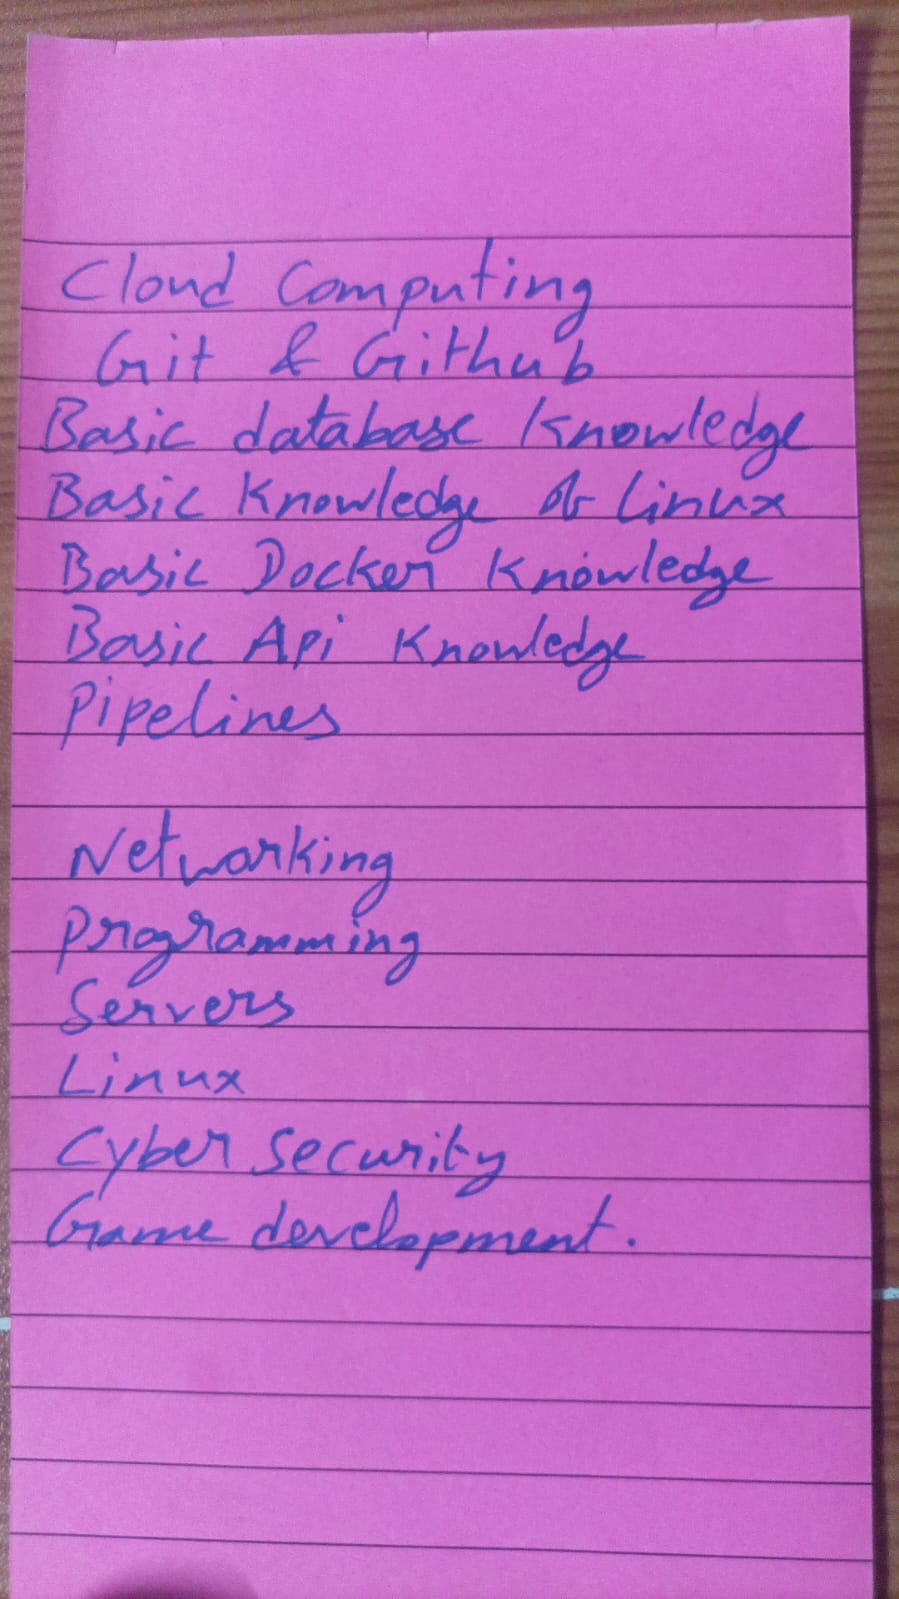 Cloud Computing
Git & Github
Basic database Knowledge
Basic Knowledge of Linux
Basic Docker Knowledge
Basic Api Knowledge
Pipelines
Networking
Programming
Servers
Linux
Cyber Security
Game development.